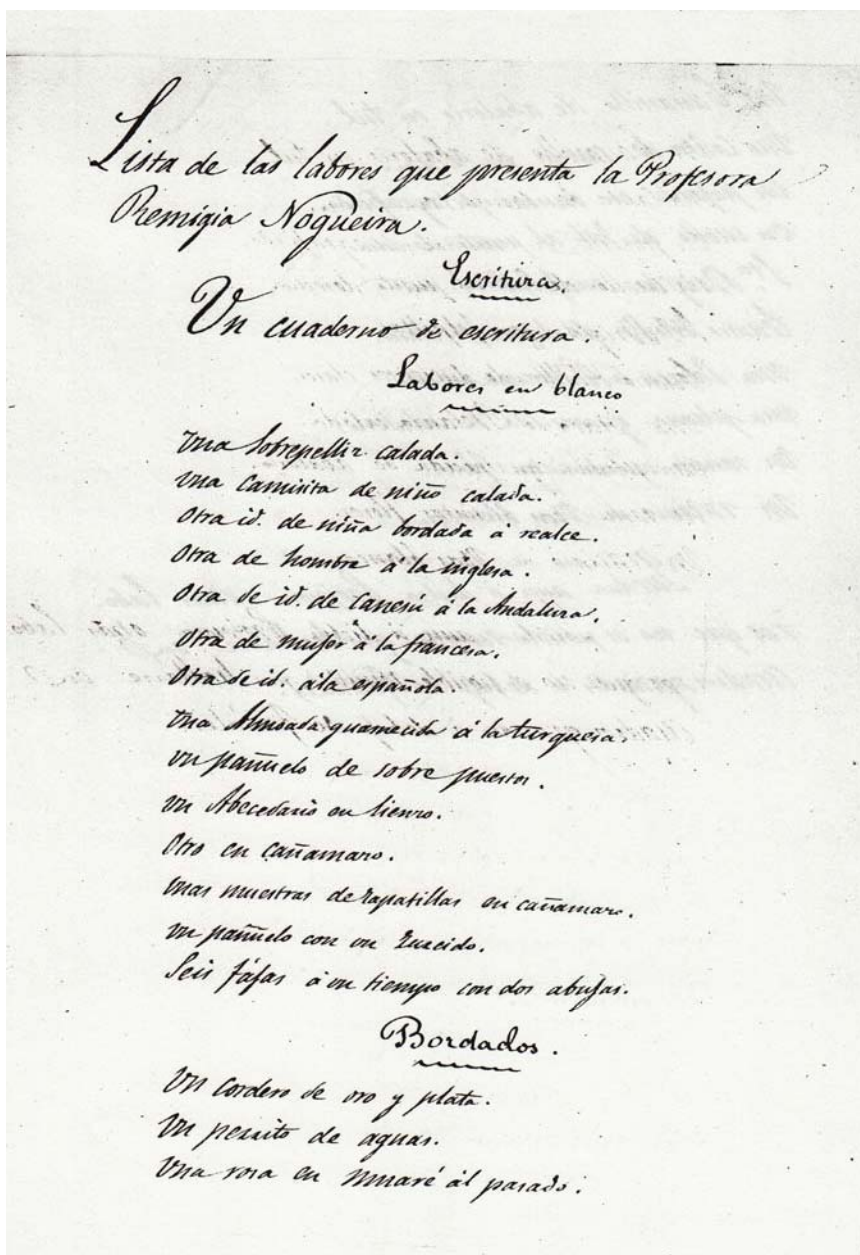 Lista de las labores que presenta la Profesora
Remigia Nogueira.
Escritura.
Un cuaderno de escritura.
Labores en blanco
Una Sobrepelliz calada.
Una Camisita de niño calada.
Otra id. de niña bordada á realce.
Otra de hombre á la inglesa.
Otra de id. de Canesú á la Andaluza.
Otra de mujer á la francesa.
Otra de id. á la española.
Una Almoada guarnecida á la turquesa.
Un pañuelo de sobre puestos.
Un Abecedario en lienzo.
Otro en Cañamazo.
Unas muestras de zapatillas en cañamazo.
Un pañuelo con un zurcido.
Seis fájas á un tiempo con dos abujas.
Bordados.
Un Cordero de oro y plata.
Un perrito de aguas.
Una rosa en muaré ál pasado.